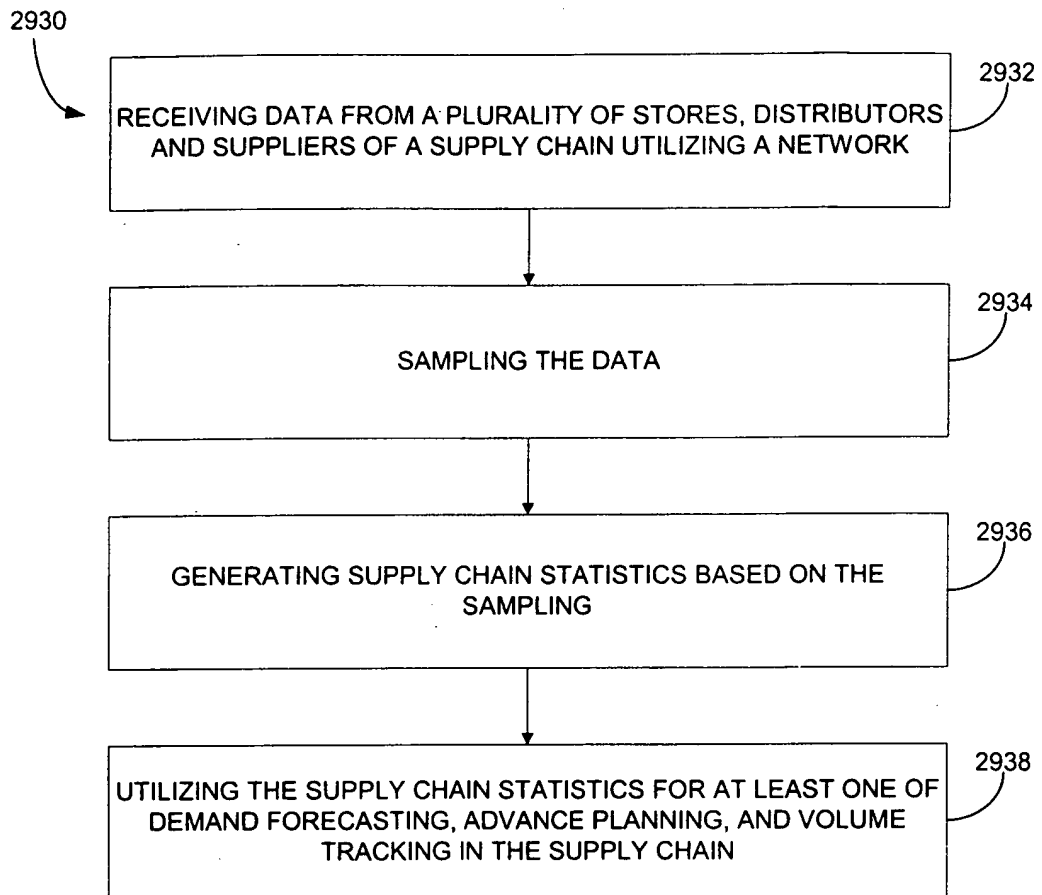 2930
2932
RECEIVING DATA FROM A PLURALITY OF STORES, DISTRIBUTORS
AND SUPPLIERS OF A SUPPLY CHAIN UTILIZING A NETWORK
2934
SAMPLING THE DATA
2936
GENERATING SUPPLY CHAIN STATISTICS BASED ON THE
SAMPLING
2938
UTILIZING THE SUPPLY CHAIN STATISTICS FOR AT LEAST ONE OF
DEMAND FORECASTING, ADVANCE PLANNING, AND VOLUME
TRACKING IN THE SUPPLY CHAIN